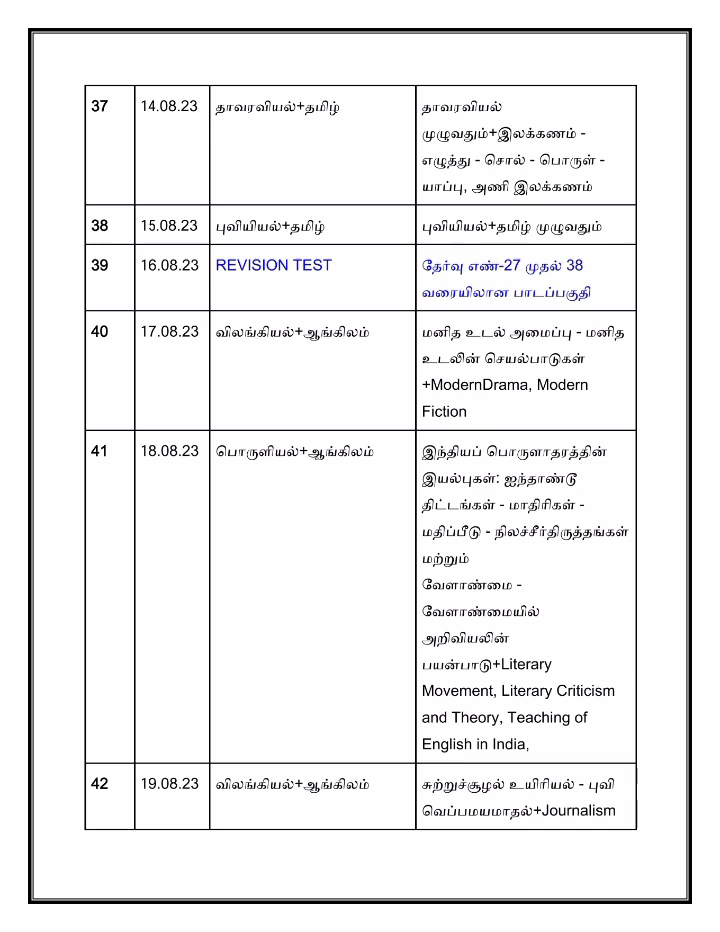 37 14.08.23 தாவரவியல்+தமிழ் தாவரவியல்
முழுவதும்+இலக்கணம் -
எழுத்து - சொல் - பொருள் -
யாப்பு, அணி இலக்கணம்
38 15.08.23 புவியியல்+தமிழ் புவியியல்+தமிழ் முழுவதும்
39 16.08.23 REVISION TEST தேர்வு எண்-27 முதல் 38
வரையிலான பாடப்பகுதி
40 17.08.23 விலங்கியல்+ஆங்கிலம் மனித உடல் அமைப்பு - மனித
உடலின் செயல்பாடுகள்
+ModernDrama, Modern
Fiction
41 18.08.23 பொருளியல்+ஆங்கிலம் இந்தியப் பொருளாதரத்தின்
இயல்புகள்: ஐந்தாண்டூ
திட்டங்கள் - மாதிரிகள் -
மதிப்பீடு - நிலச்சீர்திருத்தங்கள்
மற்றும்
வேளாண்மை -
வேளாண்மையில்
அறிவியலின்
பயன்பாடு+Literary
Movement, Literary Criticism
and Theory, Teaching of
English in India,
42 19.08.23 விலங்கியல்+ஆங்கிலம் சுற்றுச்சூழல் உயிரியல் - புவி
வெப்பமயமாதல்+Journalism